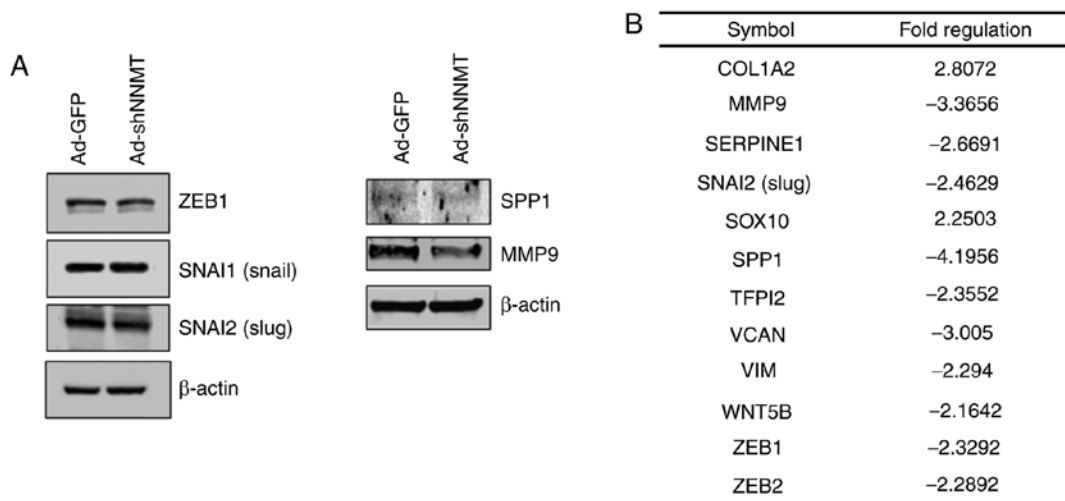 A
Ad-GFP
Ad-shNNMT
ZEB1
SNAI1 (snail)
SNAI2 (slug)
β-actin
Ad-GFP
Ad-shNNMT
SPP1
MMP9
β-actin
B
Symbol Fold regulation
COL1A2 2.8072
MMP9 −3.3656
SERPINE1 −2.6691
SNAI2 (slug) −2.4629
SOX10 2.2503
SPP1 −4.1956
TFPI2 −2.3552
VCAN −3.005
VIM −2.294
WNT5B −2.1642
ZEB1 −2.3292
ZEB2 −2.2892